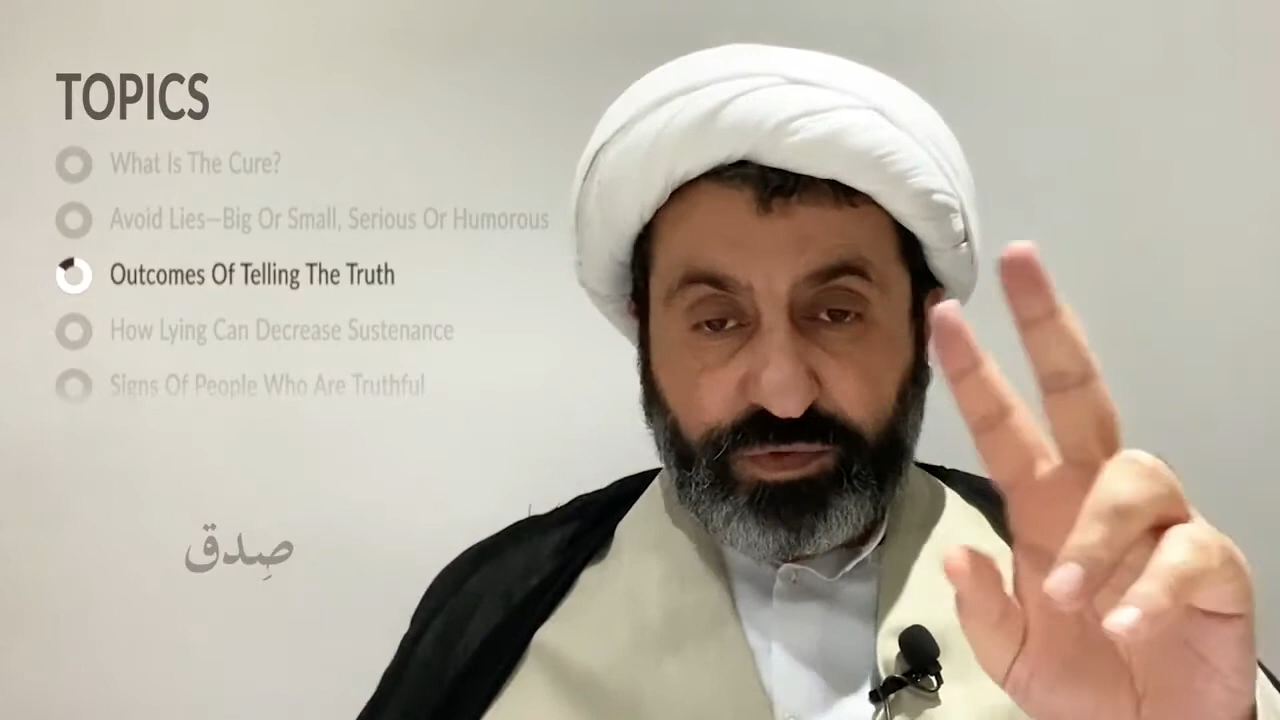 TOPICS
What Is The Cure?
Avoid Lies—Big Or Small, Serious Or Humorous
Outcomes Of Telling The Truth
How Lying Can Decrease Sustenance
Signs Of People Who Are Truthful
صِدق